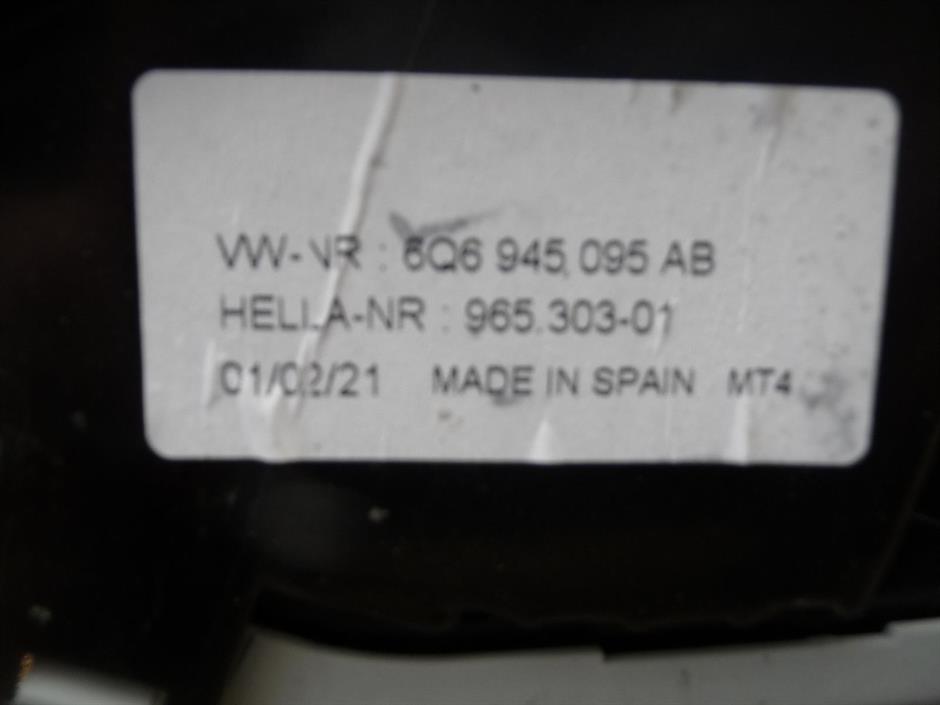 VW-NR : 6Q6 945 095 AB
HELLA-NR : 965.303-01
01/02/21 MADE IN SPAIN MT4